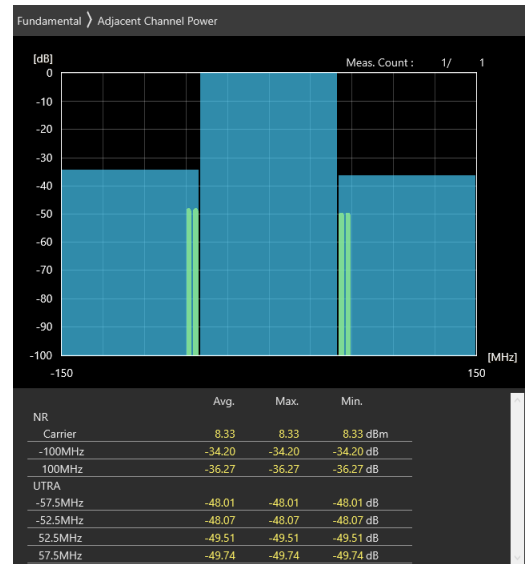 Fundamental ❭ Adjacent Channel Power
[dB]
Meas. Count : 1/ 1
0
-10
-20
-30
-40
-50
-60
-70
-80
-90
-100
[MHz]
-150 150
Avg. Max. Min.
NR
Carrier 8.33 8.33 8.33 dBm
-100MHz -34.20 -34.20 -34.20 dB
100MHz -36.27 -36.27 -36.27 dB
UTRA
-57.5MHz -48.01 -48.01 -48.01 dB
-52.5MHz -48.07 -48.07 -48.07 dB
52.5MHz -49.51 -49.51 -49.51 dB
57.5MHz -49.74 -49.74 -49.74 dB